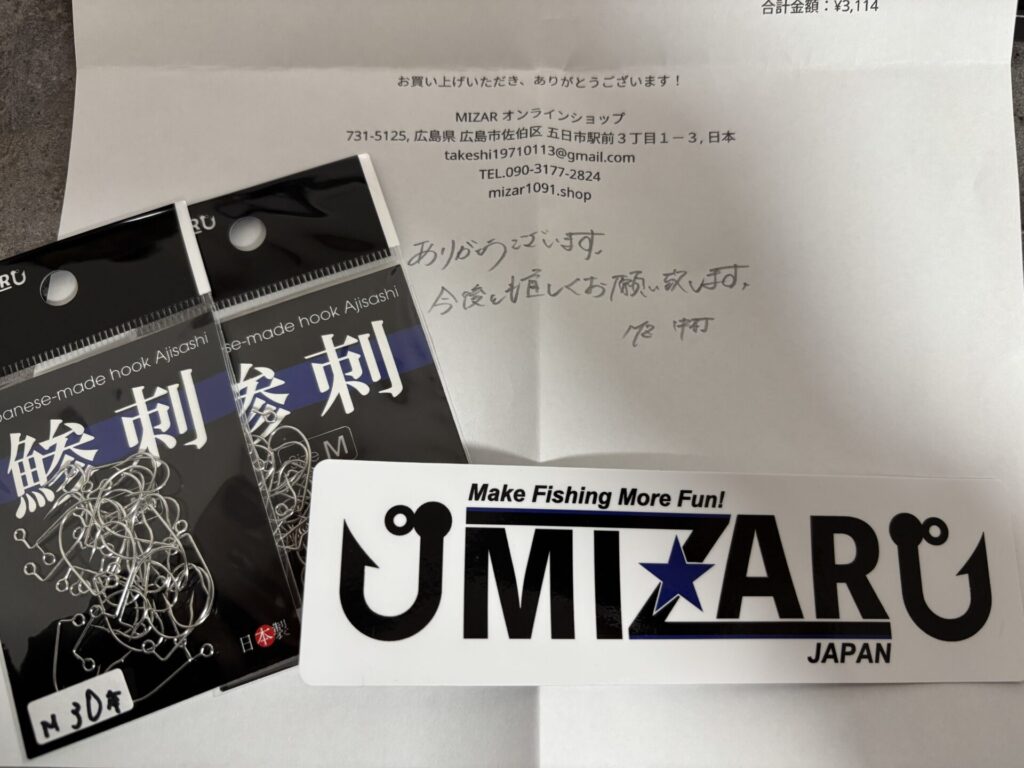 合計金額：¥3,114
お買い上げいただき、ありがとうございます！
MIZAR オンラインショップ
731-5125, 広島県 広島市佐伯区 五日市駅前３丁目１－３, 日本
takeshi19710113@gmail.com
TEL.090-3177-2824
mizar1091.shop
ありがとうございます。
今後とも宜しくお願い致します。
AR
R
panese-made hook Ajisashi
se-made hook Ajisashi
鯵刺
鯵刺
M
日本製
M 30本
Make Fishing More Fun!
MIZAR
JAPAN